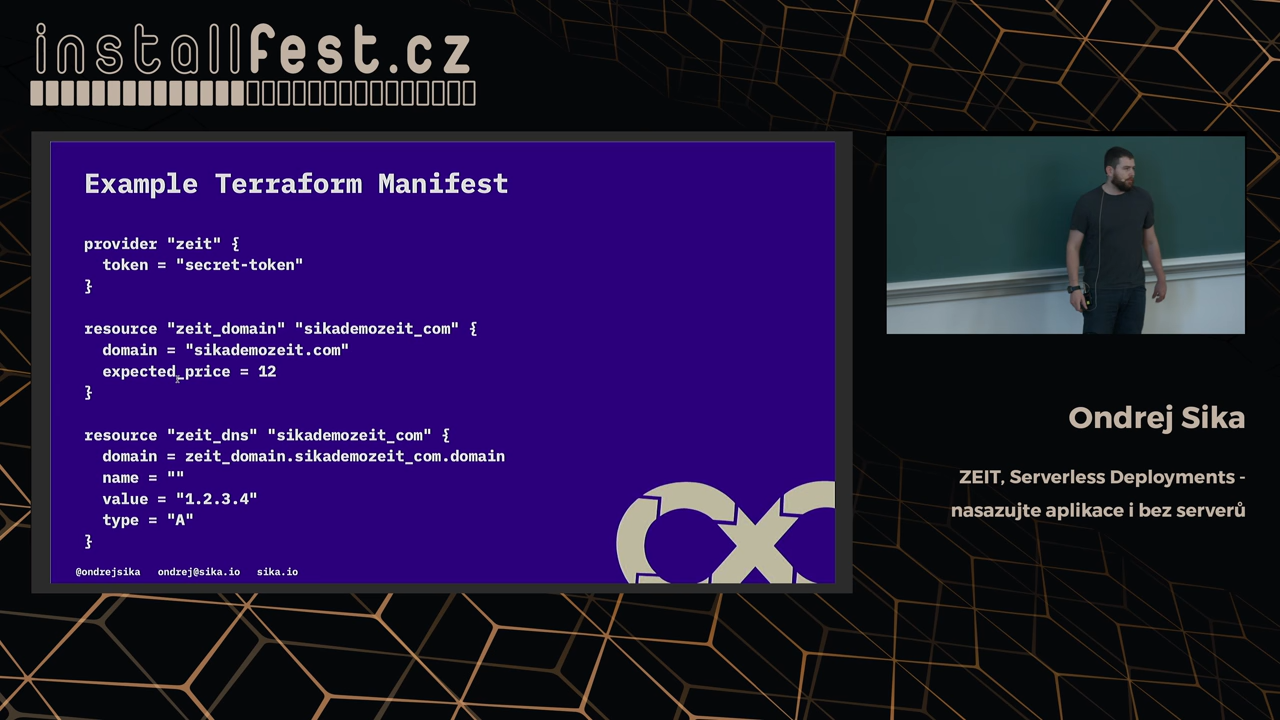 installfest.cz
Example Terraform Manifest
provider "zeit" {
token = "secret-token"
}
resource "zeit_domain" "sikademozeit_com" {
domain = "sikademozeit.com"
expected_price = 12
}
resource "zeit_dns" "sikademozeit_com" {
domain = zeit_domain.sikademozeit_com.domain
name = ""
value = "1.2.3.4"
type = "A"
}
@ondrejsika ondrej@sika.io sika.io
Ondrej Sika
ZEIT, Serverless Deployments -
nasazujte aplikace i bez serverů